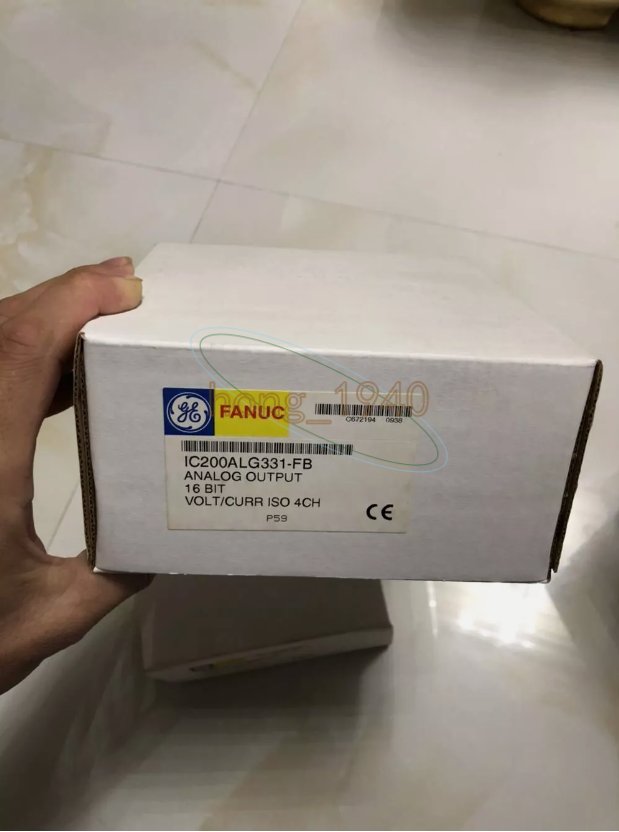 GE FANUC
C672194 0938
IC200ALG331-FB
ANALOG OUTPUT
16 BIT
VOLT/CURR ISO 4CH
P59
CE
hong_1940